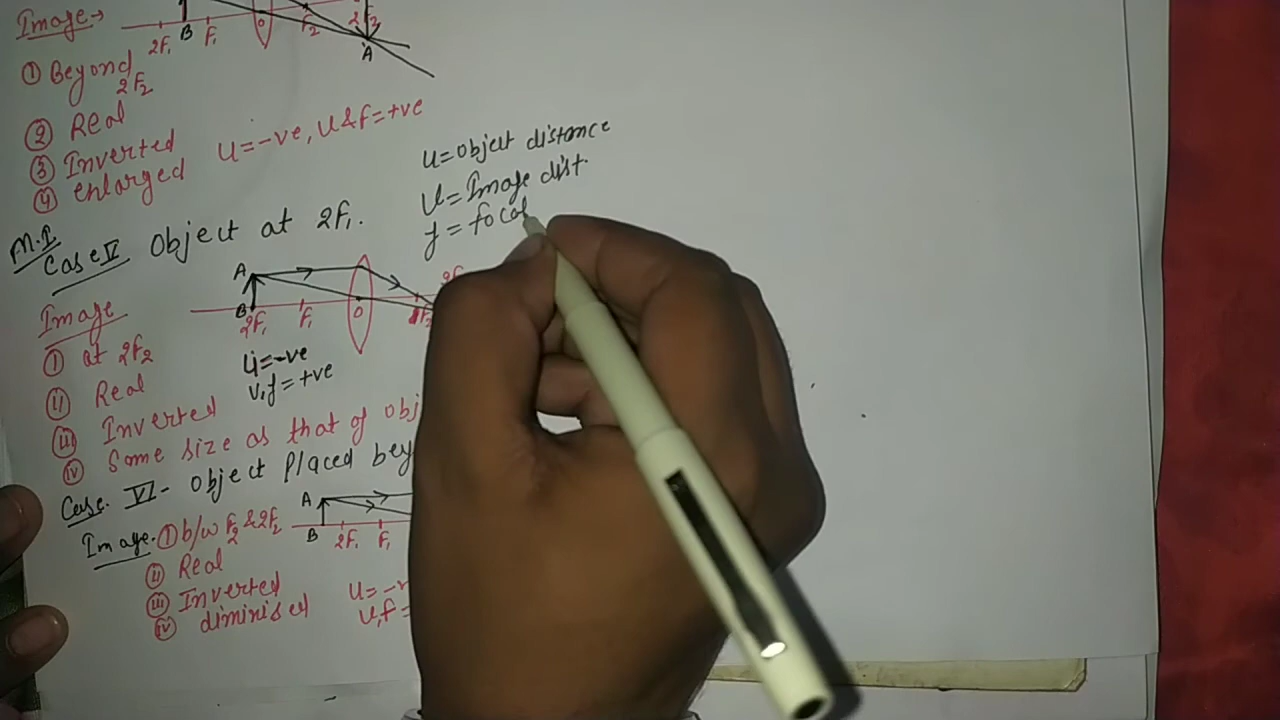 Image→
2F₁ B F₁ O F₂ 2F₂
A
① Beyond
2F₂
② Real
③ Inverted
④ enlarged
U=-ve, U&f=+ve
U=Object distance
U=Image dist.
f=focal
M.I.
Case V Object at 2F₁.
A
B
2F₁ F₁ O
Image
① at 2F₂
② Real
③ Inverted
④ Same size as that of obj
U=-ve
v,f=+ve
Case VI- Object Placed bey
A
B 2F₁ F₁
Image. ① b/w F₂ & 2F₂
② Real
③ Inverted
④ diminised
U=-v
U,f=